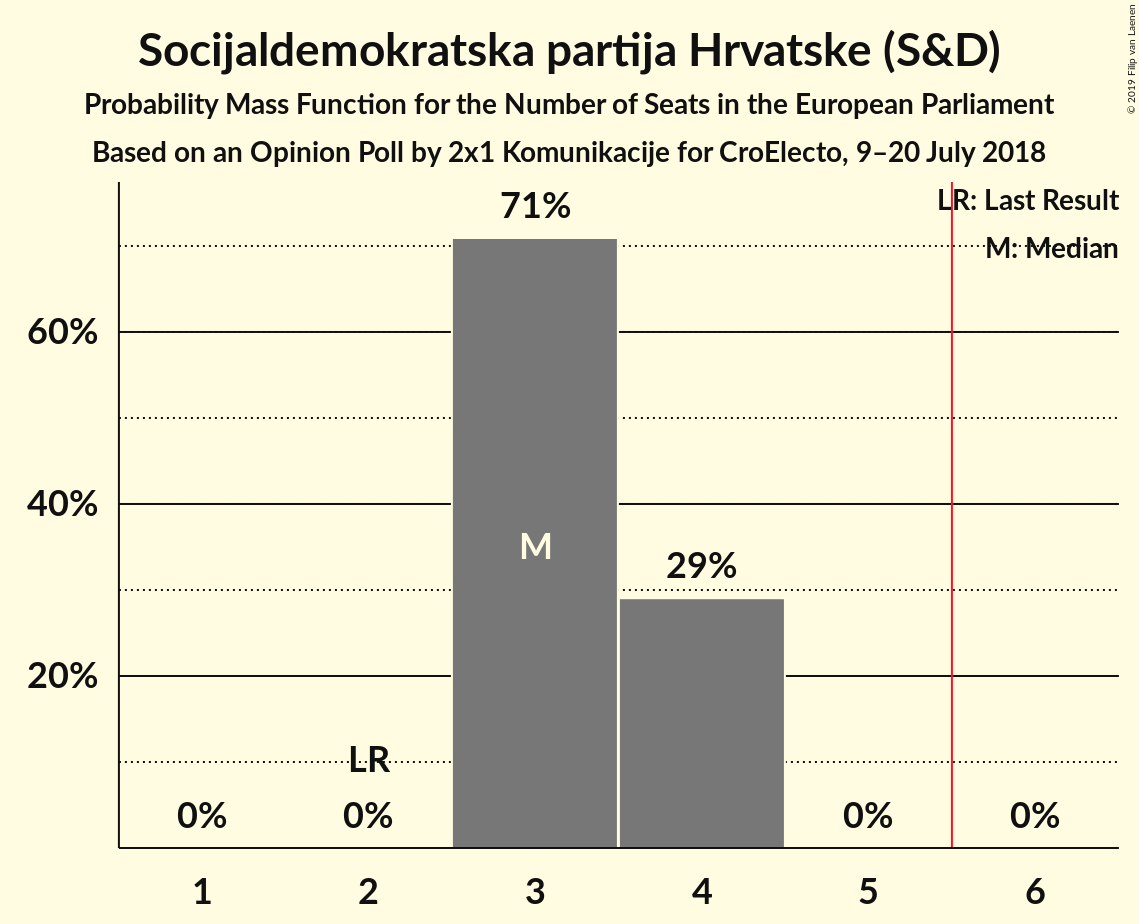 Socijaldemokratska partija Hrvatske (S&D)
Probability Mass Function for the Number of Seats in the European Parliament
Based on an Opinion Poll by 2x1 Komunikacije for CroElecto, 9–20 July 2018
© 2019 Filip van Laenen
LR: Last Result
M: Median
71%
60%
M
40%
29%
20%
LR
0%
0%
0%
0%
1
2
3
4
5
6